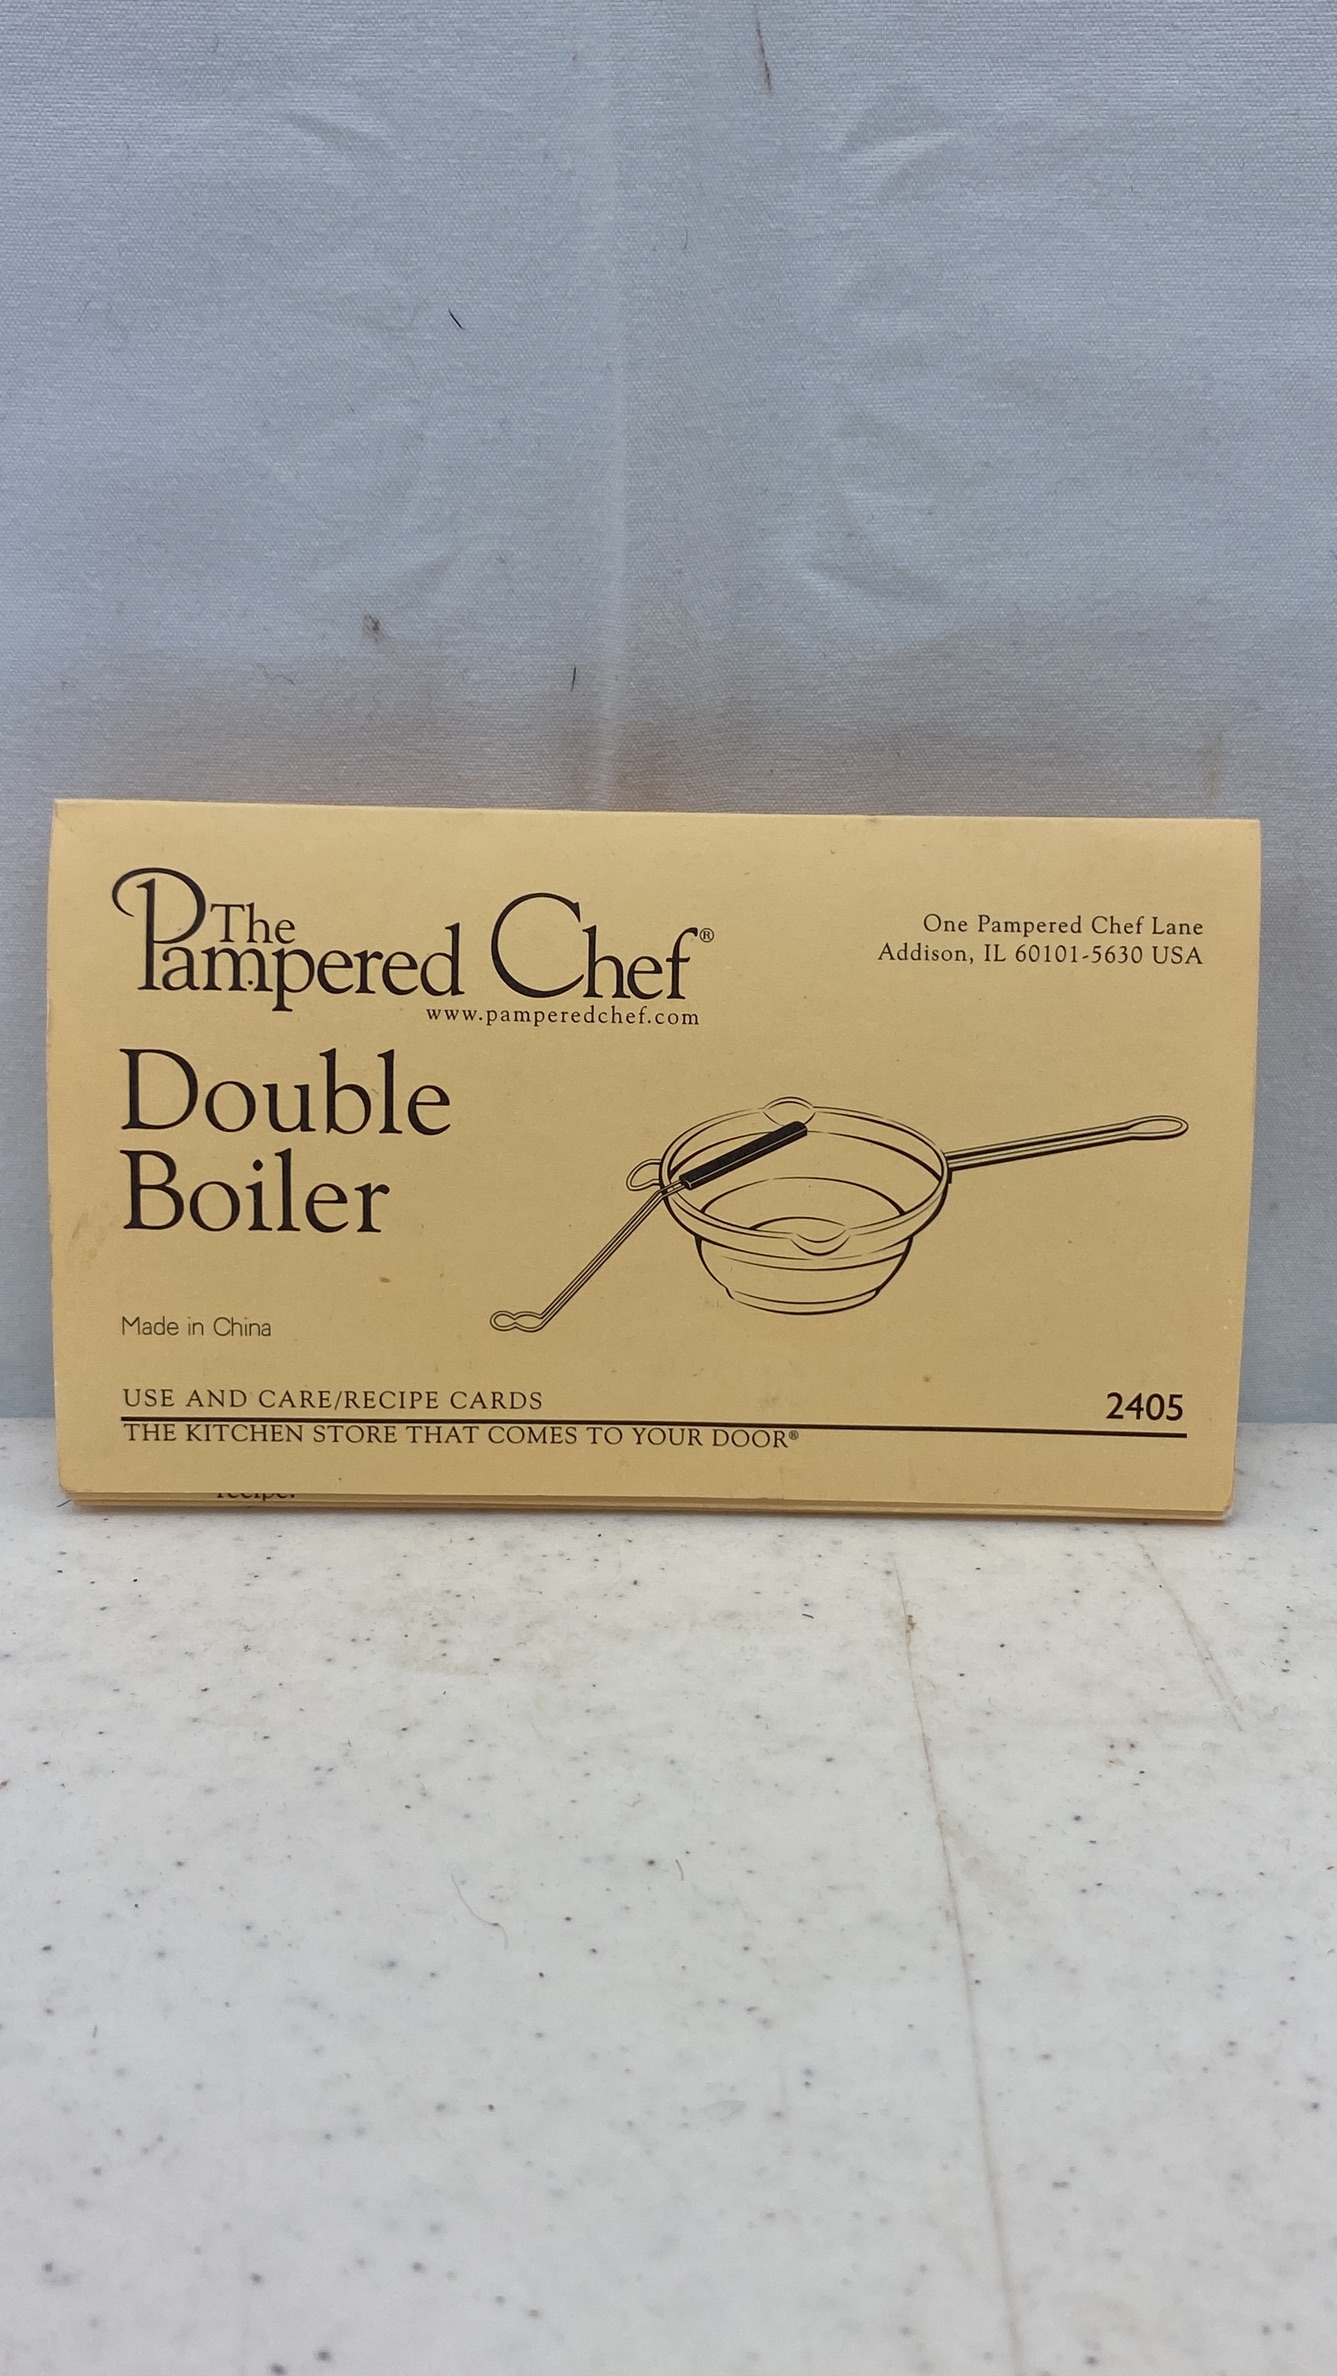 The
Pampered Chef®
www.pamperedchef.com
One Pampered Chef Lane
Addison, IL 60101-5630 USA
Double
Boiler
Made in China
USE AND CARE/RECIPE CARDS
2405
THE KITCHEN STORE THAT COMES TO YOUR DOOR®
recipe.